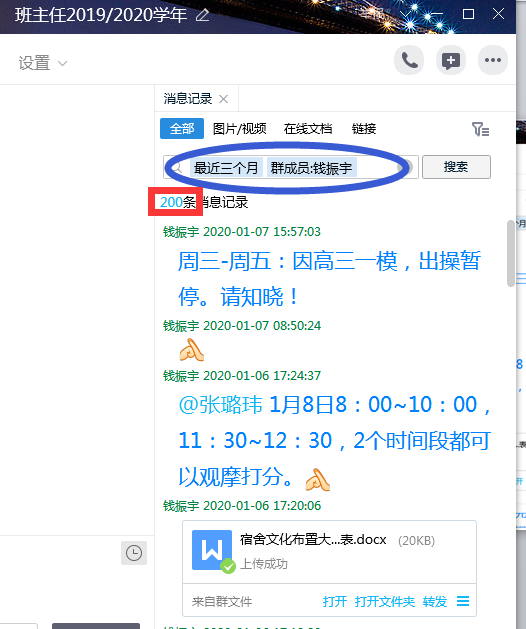 班主任2019/2020学年
设置
消息记录
全部 图片/视频 在线文档 链接
最近三个月 群成员:钱振宇 搜索
200条消息记录
钱振宇 2020-01-07 15:57:03
周三-周五：因高三一模，出操暂
停。请知晓！
钱振宇 2020-01-07 08:50:24
钱振宇 2020-01-06 17:24:37
@张璐玮 1月8日8：00~10：00，
11：30~12：30，2个时间段都可
以观摩打分。
钱振宇 2020-01-06 17:20:06
宿舍文化布置大...表.docx (20KB)
上传成功
来自群文件 打开 打开文件夹 转发